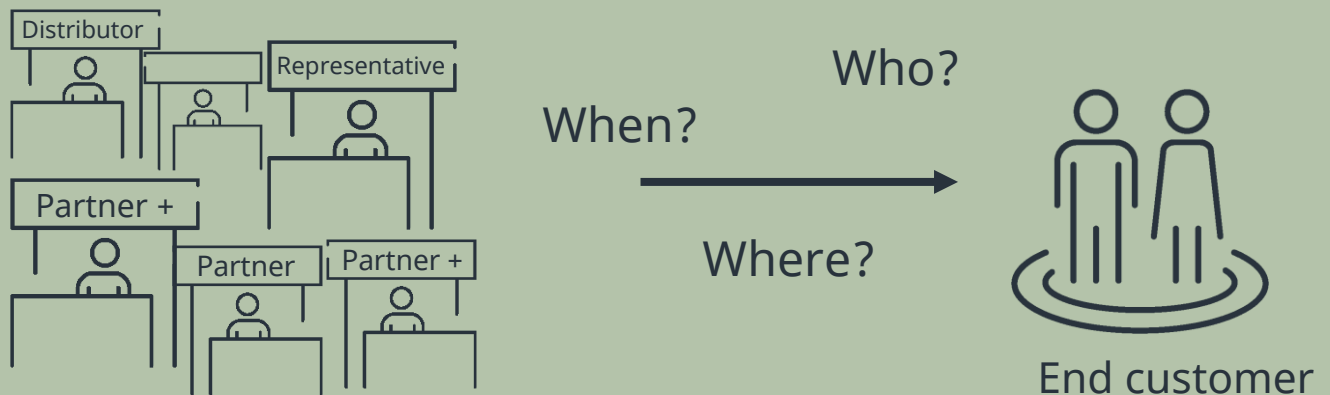 Distributor
Representative
Partner +
Partner
Partner +
When?
Who?
Where?
End customer